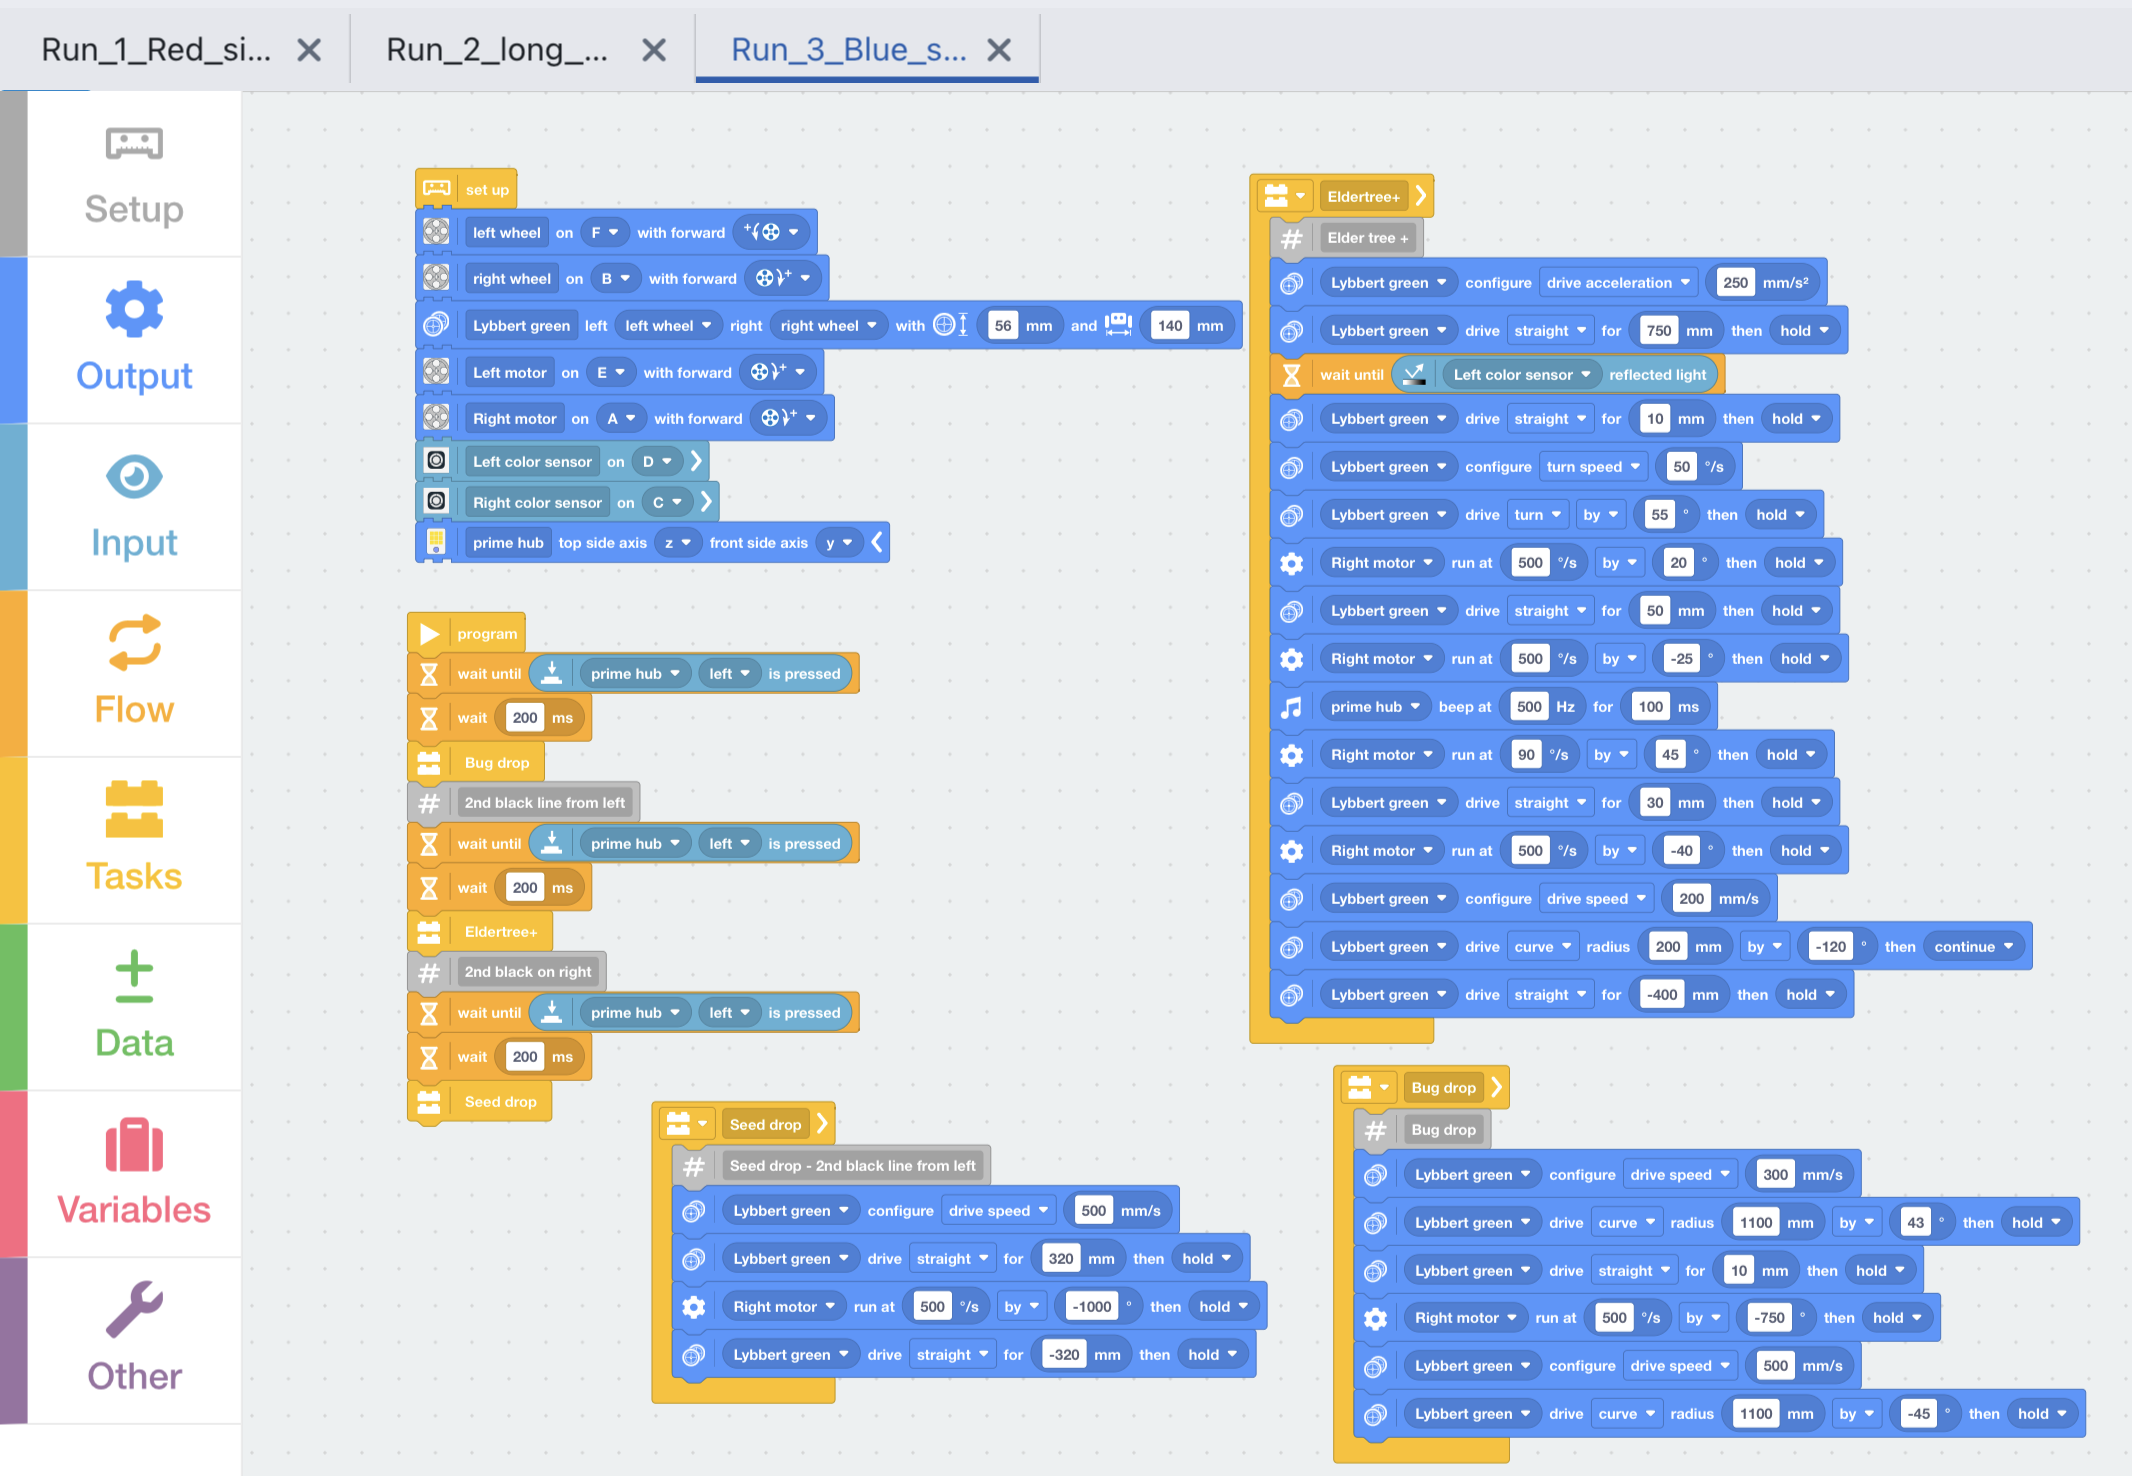 Run_1_Red_si...
Run_2_long_...
Run_3_Blue_s...
Setup
Output
Input
Flow
Tasks
Data
Variables
Other
set up
left wheel on F with forward
right wheel on B with forward
Lybbert green left left wheel right right wheel with 56 mm and 140 mm
Left motor on E with forward
Right motor on A with forward
Left color sensor on D
Right color sensor on C
prime hub top side axis z front side axis y
program
wait until prime hub left is pressed
wait 200 ms
Bug drop
# 2nd black line from left
wait until prime hub left is pressed
wait 200 ms
Eldertree+
# 2nd black on right
wait until prime hub left is pressed
wait 200 ms
Seed drop
Seed drop
# Seed drop - 2nd black line from left
Lybbert green configure drive speed 500 mm/s
Lybbert green drive straight for 320 mm then hold
Right motor run at 500 °/s by -1000 ° then hold
Lybbert green drive straight for -320 mm then hold
Eldertree+
# Elder tree +
Lybbert green configure drive acceleration 250 mm/s²
Lybbert green drive straight for 750 mm then hold
wait until Left color sensor reflected light
Lybbert green drive straight for 10 mm then hold
Lybbert green configure turn speed 50 °/s
Lybbert green drive turn by 55 ° then hold
Right motor run at 500 °/s by 20 ° then hold
Lybbert green drive straight for 50 mm then hold
Right motor run at 500 °/s by -25 ° then hold
prime hub beep at 500 Hz for 100 ms
Right motor run at 90 °/s by 45 ° then hold
Lybbert green drive straight for 30 mm then hold
Right motor run at 500 °/s by -40 ° then hold
Lybbert green configure drive speed 200 mm/s
Lybbert green drive curve radius 200 mm by -120 ° then continue
Lybbert green drive straight for -400 mm then hold
Bug drop
# Bug drop
Lybbert green configure drive speed 300 mm/s
Lybbert green drive curve radius 1100 mm by 43 ° then hold
Lybbert green drive straight for 10 mm then hold
Right motor run at 500 °/s by -750 ° then hold
Lybbert green configure drive speed 500 mm/s
Lybbert green drive curve radius 1100 mm by -45 ° then hold